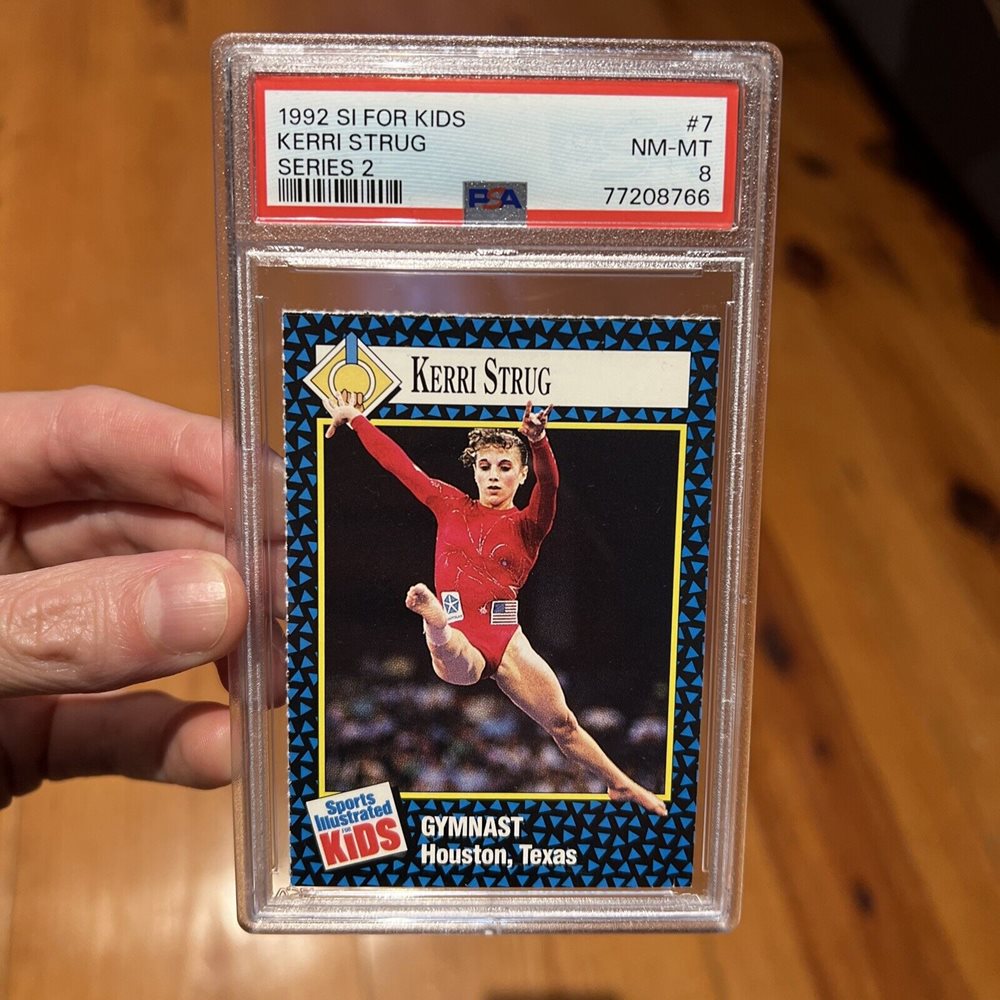 1992 SI FOR KIDS #7
KERRI STRUG NM-MT
SERIES 2 8
PSA 77208766
KERRI STRUG
Sports
Illustrated
FOR
KIDS
GYMNAST
Houston, Texas